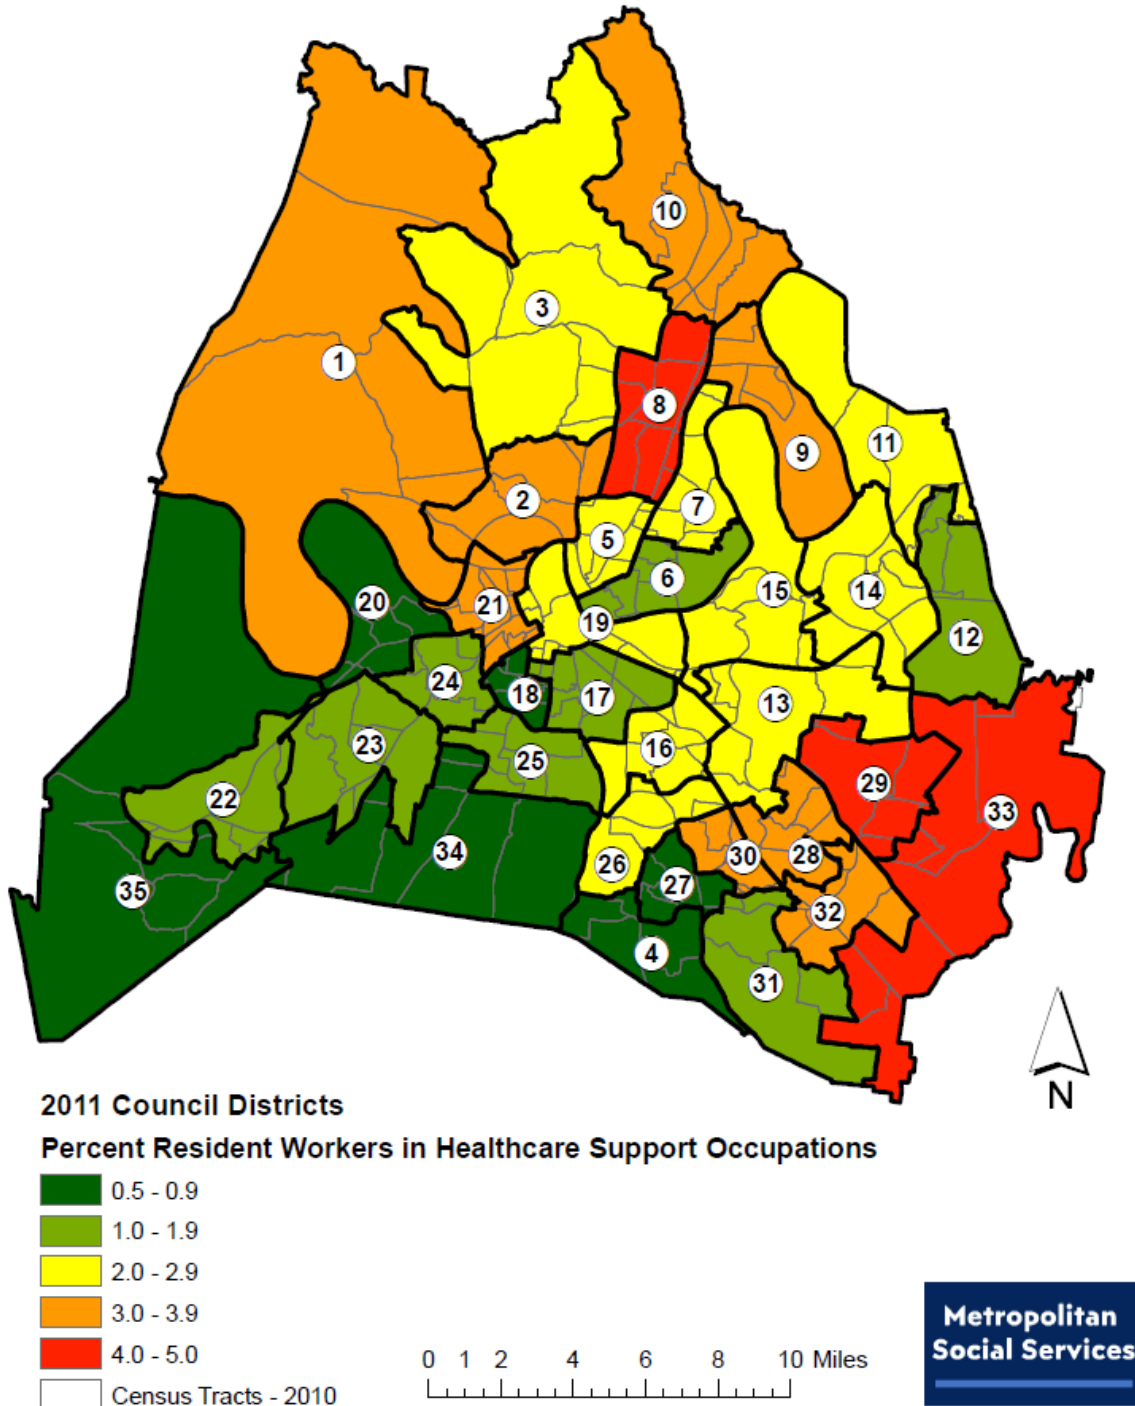 10
3
1
8
11
9
2
7
5
6
15
14
20
21
19
12
24
18
17
13
23
16
25
22
29
33
34
26
30
28
27
35
32
4
31
N
2011 Council Districts
Percent Resident Workers in Healthcare Support Occupations
0.5 - 0.9
1.0 - 1.9
2.0 - 2.9
3.0 - 3.9
4.0 - 5.0
Census Tracts - 2010
0 1 2 4 6 8 10 Miles
Metropolitan
Social Services